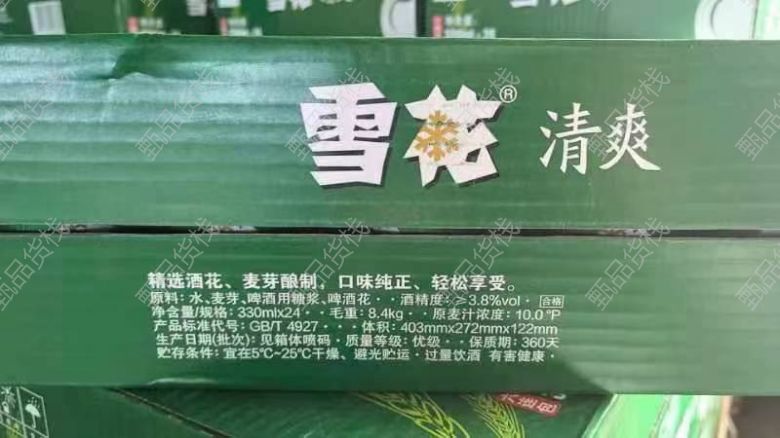 雪花® 清爽
精选酒花、麦芽酿制，口味纯正、轻松享受。
原料：水、麦芽、啤酒用糖浆、啤酒花··酒精度：≥3.8%vol· 合格
净含量/规格：330mlx24··毛重：8.4kg··原麦汁浓度：10.0°P
产品标准代号：GB/T 4927···体积：403mmx272mmx122mm
生产日期(批次)：见箱体喷码·质量等级：优级··保质期：360天
贮存条件：宜在5℃~25℃干燥、避光贮运·过量饮酒 有害健康·
甄品货栈